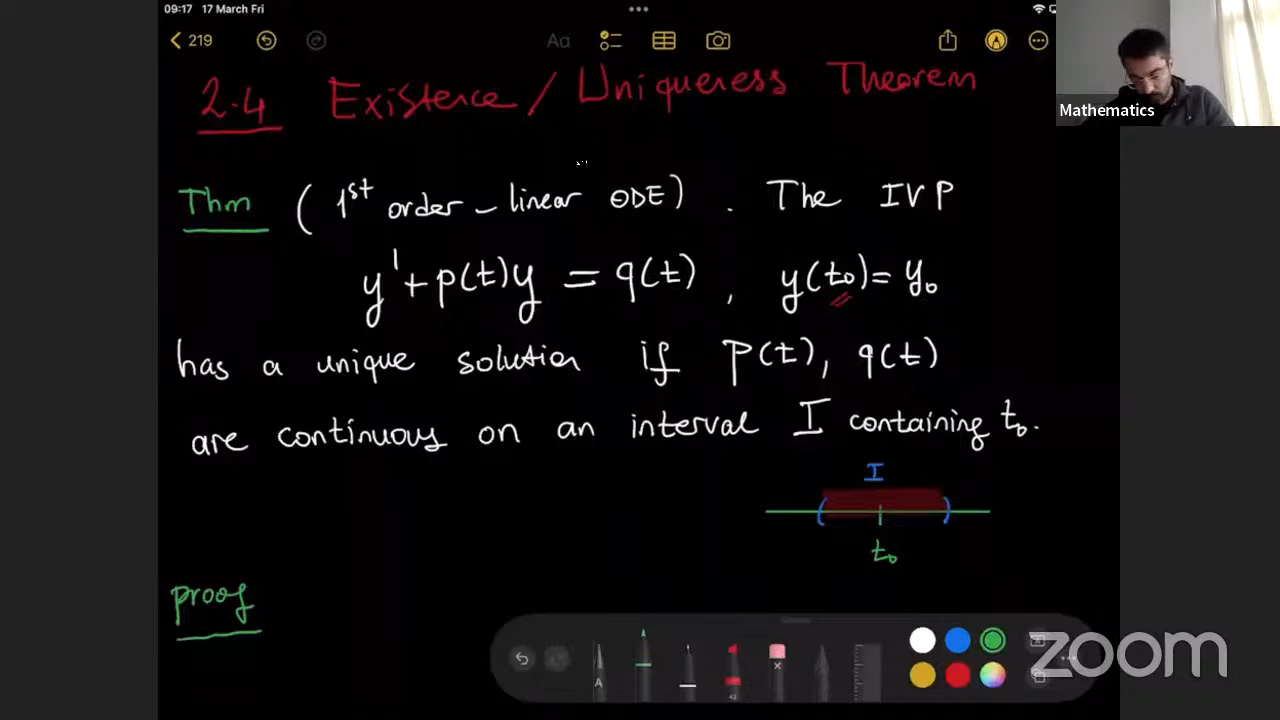 09:17 17 March Fri
219
Aa
2.4 Existence / Uniqueness Theorem
Mathematics
Thm (1st order - linear ODE). The IVP
y' + p(t)y = q(t), y(t₀) = y₀
has a unique solution if p(t), q(t)
are continuous on an interval I containing t₀.
I
t₀
proof
A
zoom